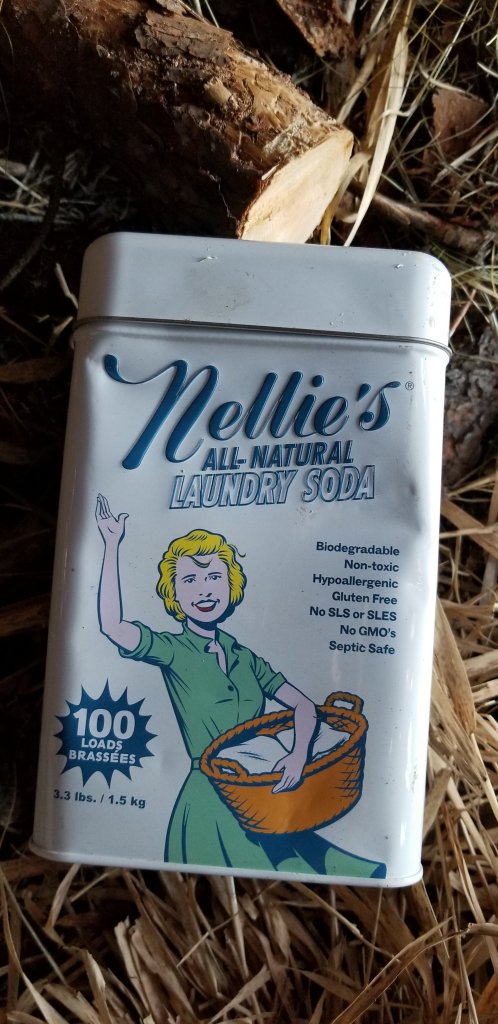 Nellie's®
ALL-NATURAL
LAUNDRY SODA
Biodegradable
Non-toxic
Hypoallergenic
Gluten Free
No SLS or SLES
No GMO's
Septic Safe
100
LOADS
BRASSÉES
3.3 lbs. / 1.5 kg